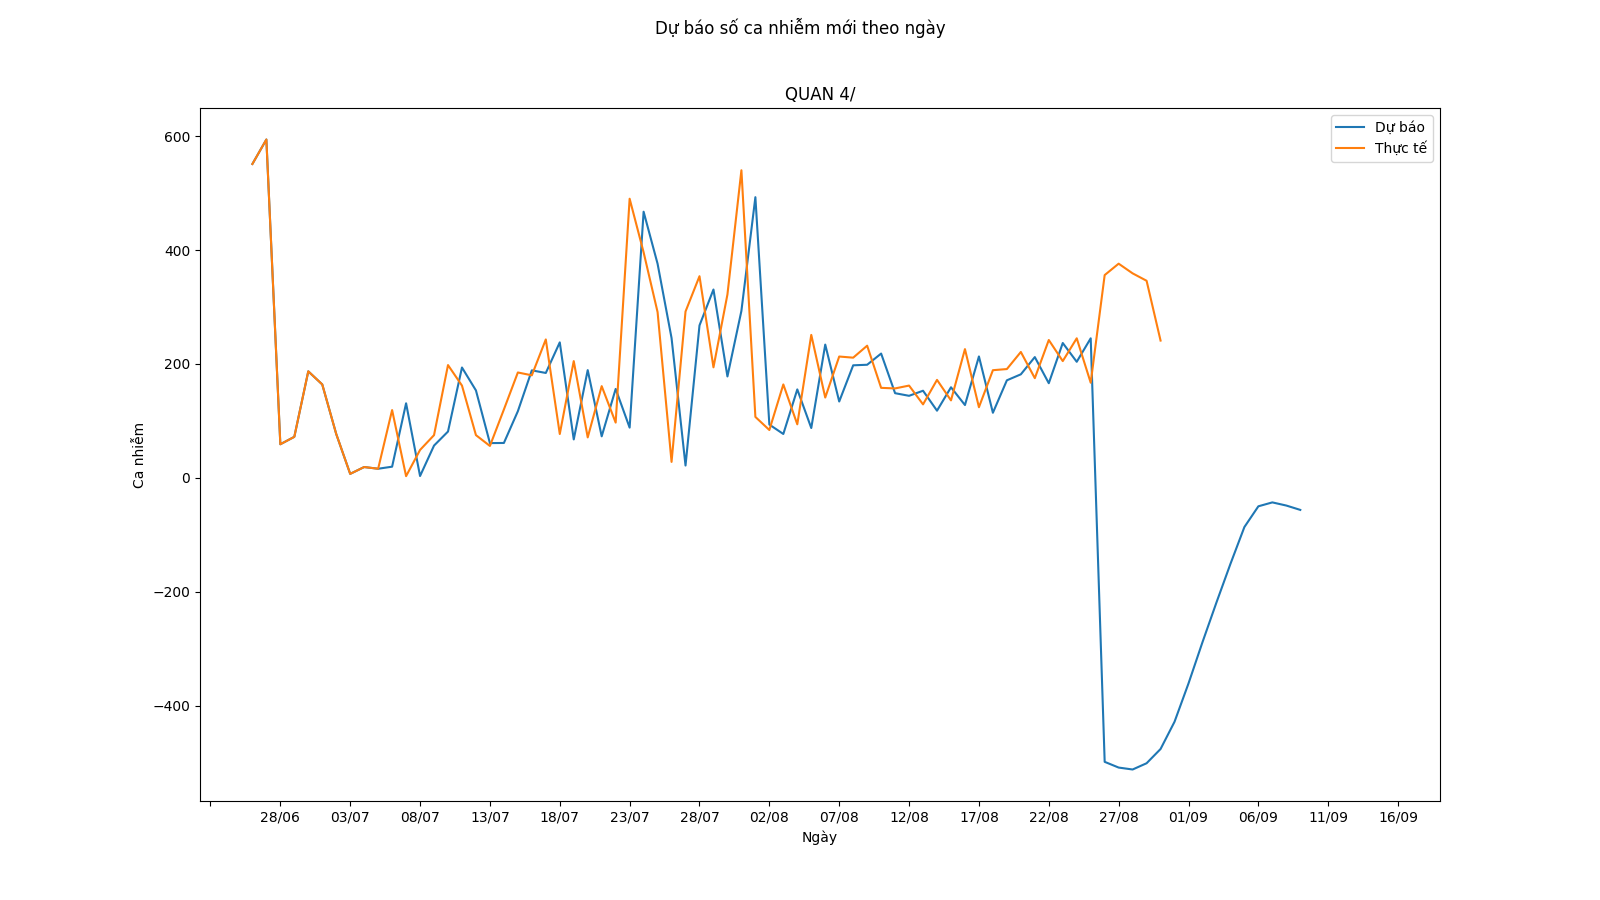 Dự báo số ca nhiễm mới theo ngày
QUAN 4/
Dự báo
Thực tế
600
400
200
0
−200
−400
Ca nhiễm
28/06 03/07 08/07 13/07 18/07 23/07 28/07 02/08 07/08 12/08 17/08 22/08 27/08 01/09 06/09 11/09 16/09
Ngày